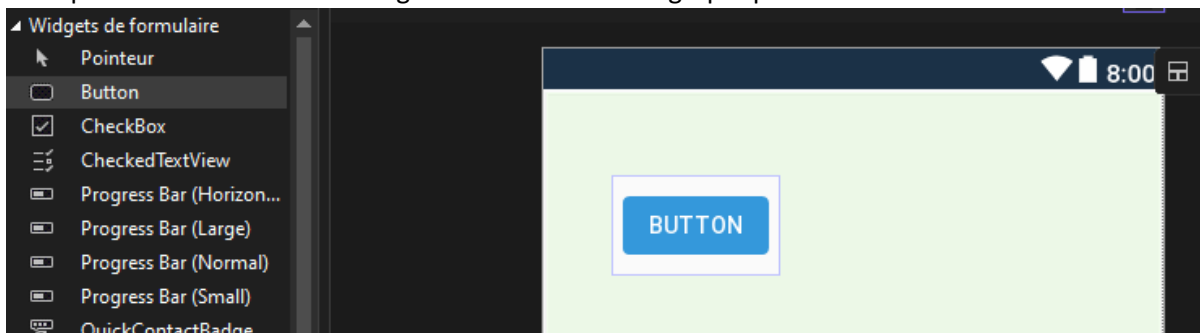 Widgets de formulaire
Pointeur
Button
CheckBox
CheckedTextView
Progress Bar (Horizon...
Progress Bar (Large)
Progress Bar (Normal)
Progress Bar (Small)
QuickContactBadge
8:00
BUTTON